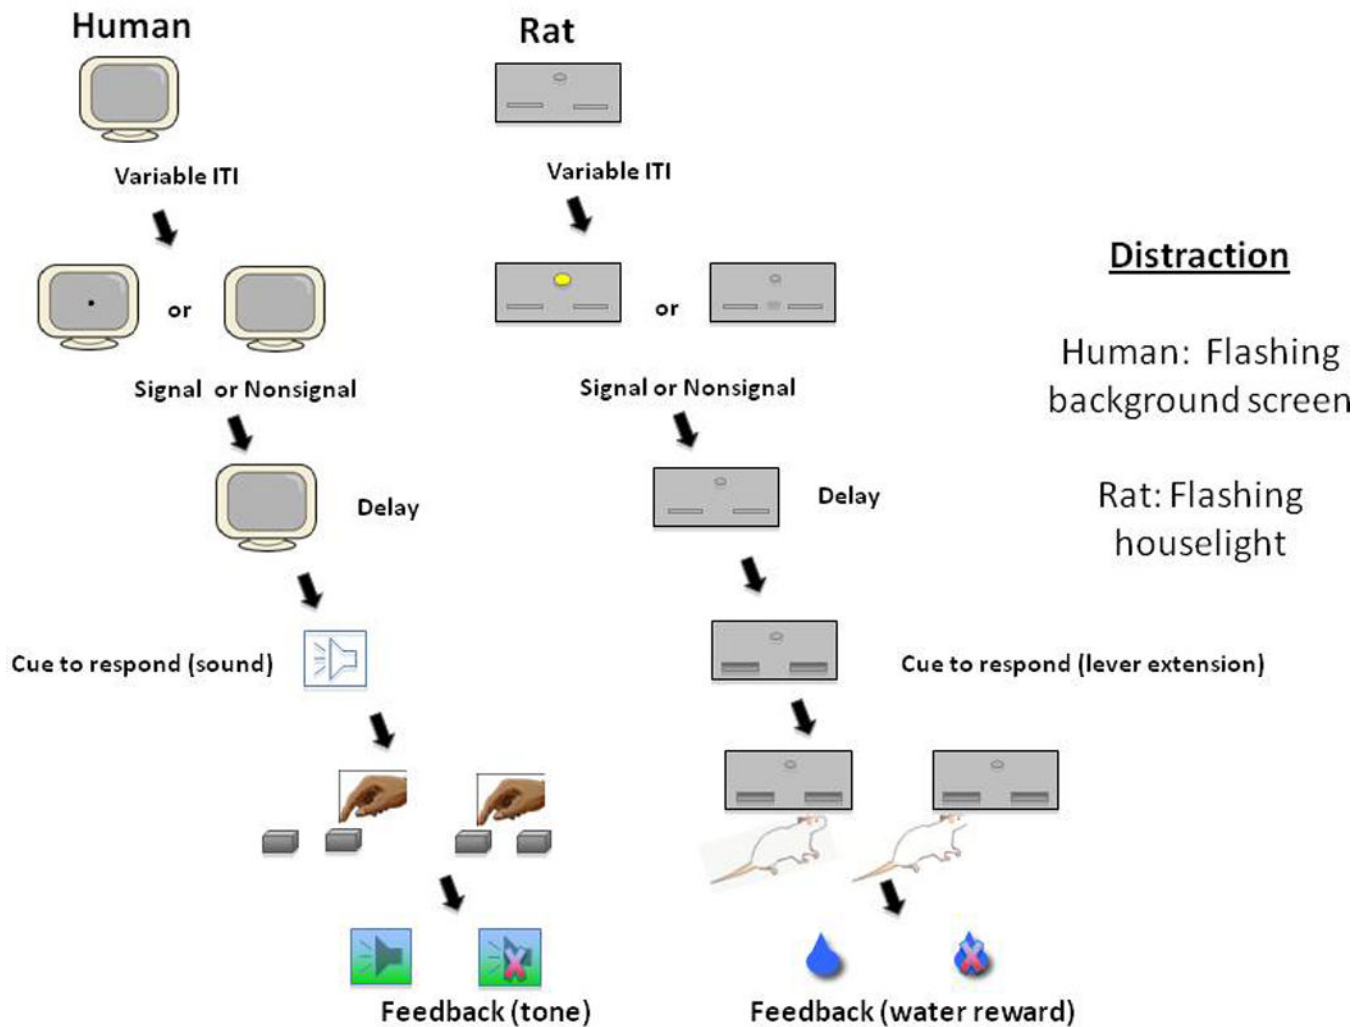 Human
Rat
Variable ITI
Variable ITI
or
or
Signal or Nonsignal
Signal or Nonsignal
Distraction
Human: Flashing
background screen
Rat: Flashing
houselight
Delay
Delay
Cue to respond (sound)
Cue to respond (lever extension)
Feedback (tone)
Feedback (water reward)